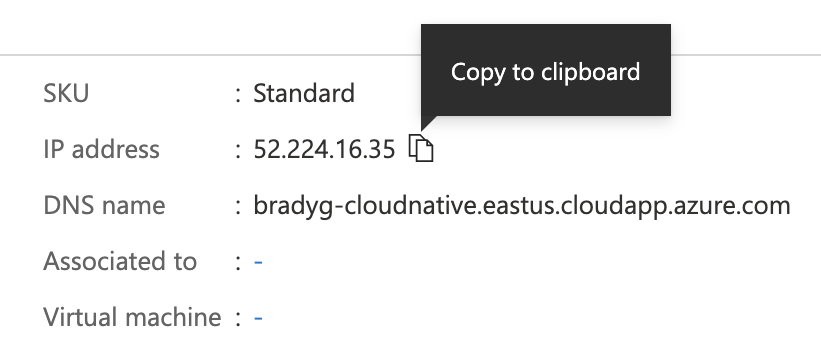 Copy to clipboard
SKU : Standard
IP address : 52.224.16.35
DNS name : bradyg-cloudnative.eastus.cloudapp.azure.com
Associated to : -
Virtual machine : -